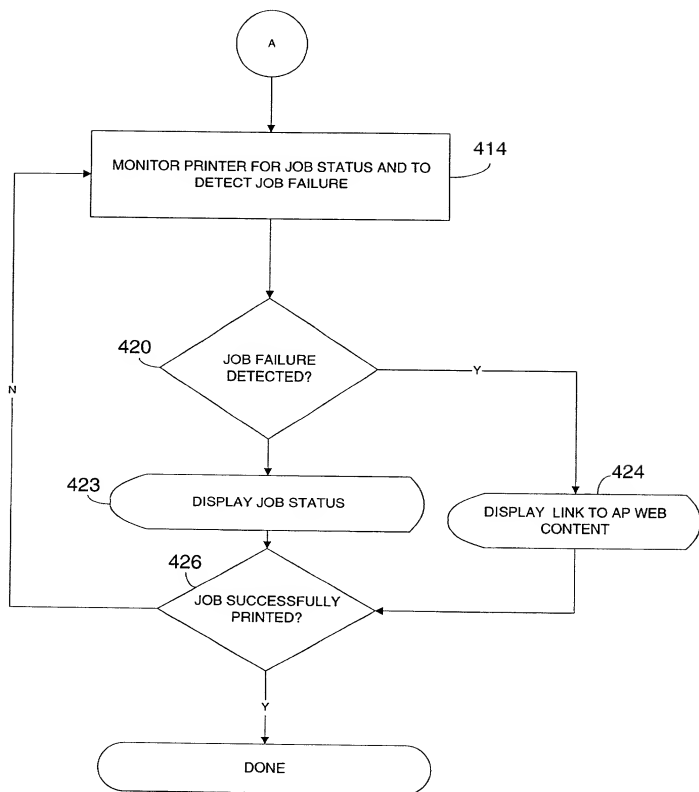 A
MONITOR PRINTER FOR JOB STATUS AND TO
DETECT JOB FAILURE
414
420
JOB FAILURE
DETECTED?
Y
N
423
DISPLAY JOB STATUS
424
DISPLAY LINK TO AP WEB
CONTENT
426
JOB SUCCESSFULLY
PRINTED?
Y
DONE